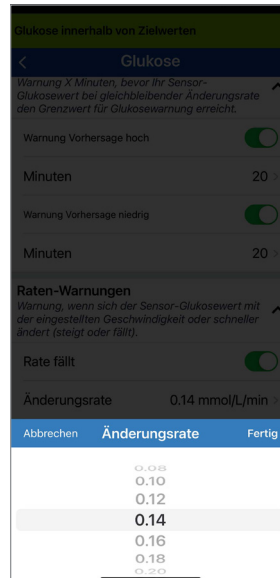 Glukose innerhalb von Zielwerten
Glukose
Warnung X Minuten, bevor Ihr Sensor-
Glukosewert bei gleichbleibender Änderungsrate
den Grenzwert für Glukosewarnung erreicht.
Warnung Vorhersage hoch
Minuten 20
Warnung Vorhersage niedrig
Minuten 20
Raten-Warnungen
Warnung, wenn sich der Sensor-Glukosewert mit
der eingestellten Geschwindigkeit oder schneller
ändert (steigt oder fällt).
Rate fällt
Änderungsrate 0.14 mmol/L/min
Abbrechen Änderungsrate Fertig
0.08
0.10
0.12
0.14
0.16
0.18
0.20